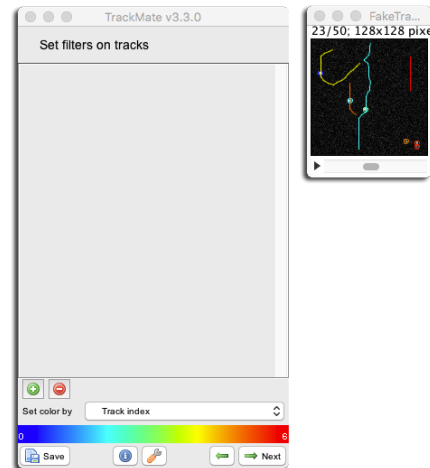 TrackMate v3.3.0
Set filters on tracks
Set color by
Track index
0
6
Save
Next
FakeTra...
23/50; 128x128 pixe